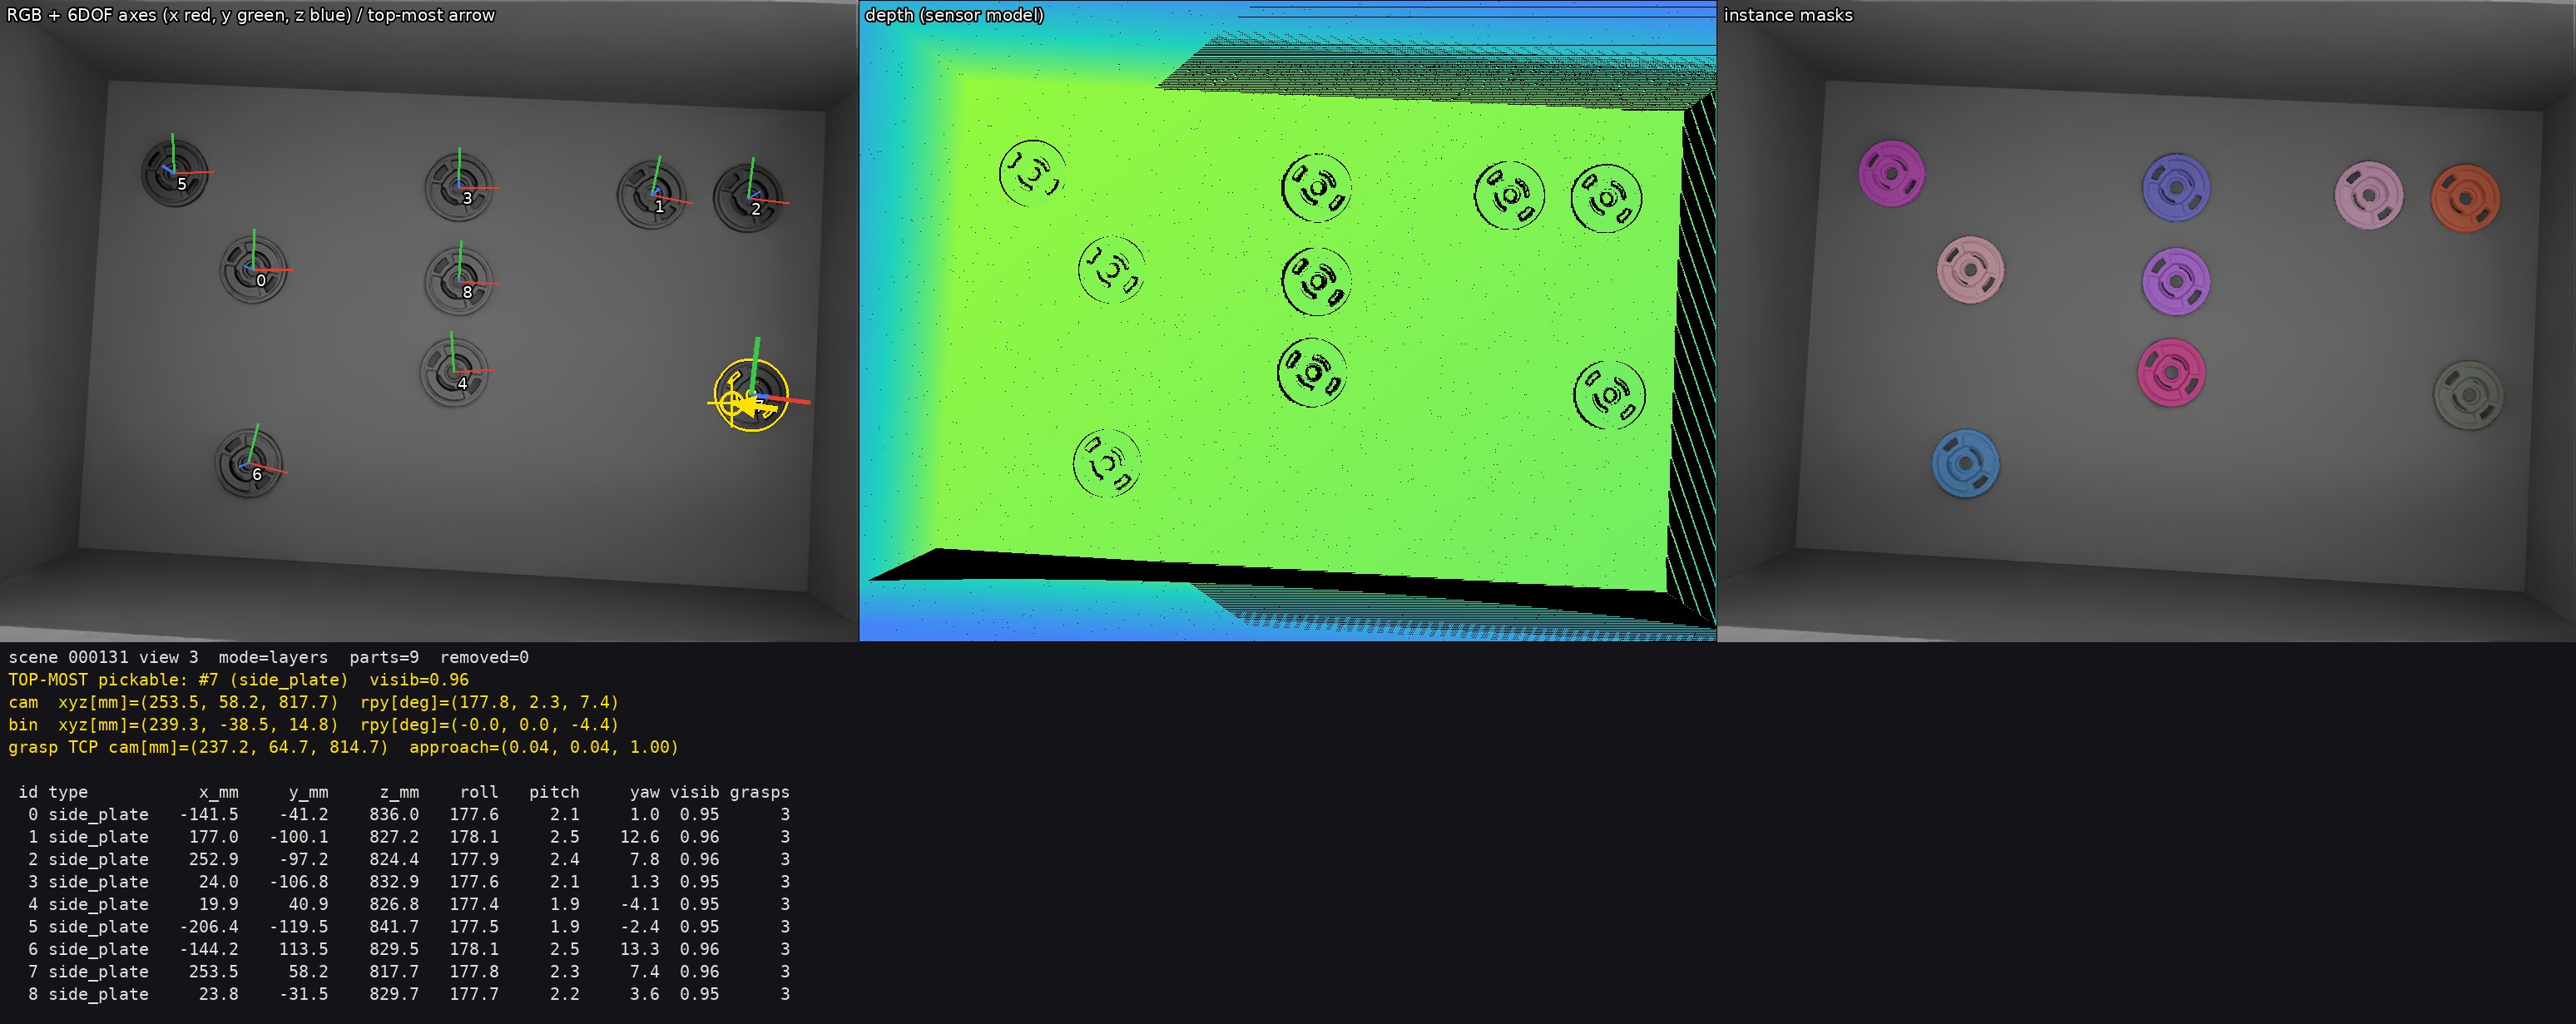 RGB + 6DOF axes (x red, y green, z blue) / top-most arrow
depth (sensor model)
instance masks
5
3
1
2
0
8
4
7
6
scene 000131 view 3  mode=layers  parts=9  removed=0
TOP-MOST pickable: #7 (side_plate)  visib=0.96
cam  xyz[mm]=(253.5, 58.2, 817.7)  rpy[deg]=(177.8, 2.3, 7.4)
bin  xyz[mm]=(239.3, -38.5, 14.8)  rpy[deg]=(-0.0, 0.0, -4.4)
grasp TCP cam[mm]=(237.2, 64.7, 814.7)  approach=(0.04, 0.04, 1.00)
id type x_mm y_mm z_mm roll pitch yaw visib grasps
0 side_plate -141.5 -41.2 836.0 177.6 2.1 1.0 0.95 3
1 side_plate 177.0 -100.1 827.2 178.1 2.5 12.6 0.96 3
2 side_plate 252.9 -97.2 824.4 177.9 2.4 7.8 0.96 3
3 side_plate 24.0 -106.8 832.9 177.6 2.1 1.3 0.95 3
4 side_plate 19.9 40.9 826.8 177.4 1.9 -4.1 0.95 3
5 side_plate -206.4 -119.5 841.7 177.5 1.9 -2.4 0.95 3
6 side_plate -144.2 113.5 829.5 178.1 2.5 13.3 0.96 3
7 side_plate 253.5 58.2 817.7 177.8 2.3 7.4 0.96 3
8 side_plate 23.8 -31.5 829.7 177.7 2.2 3.6 0.95 3